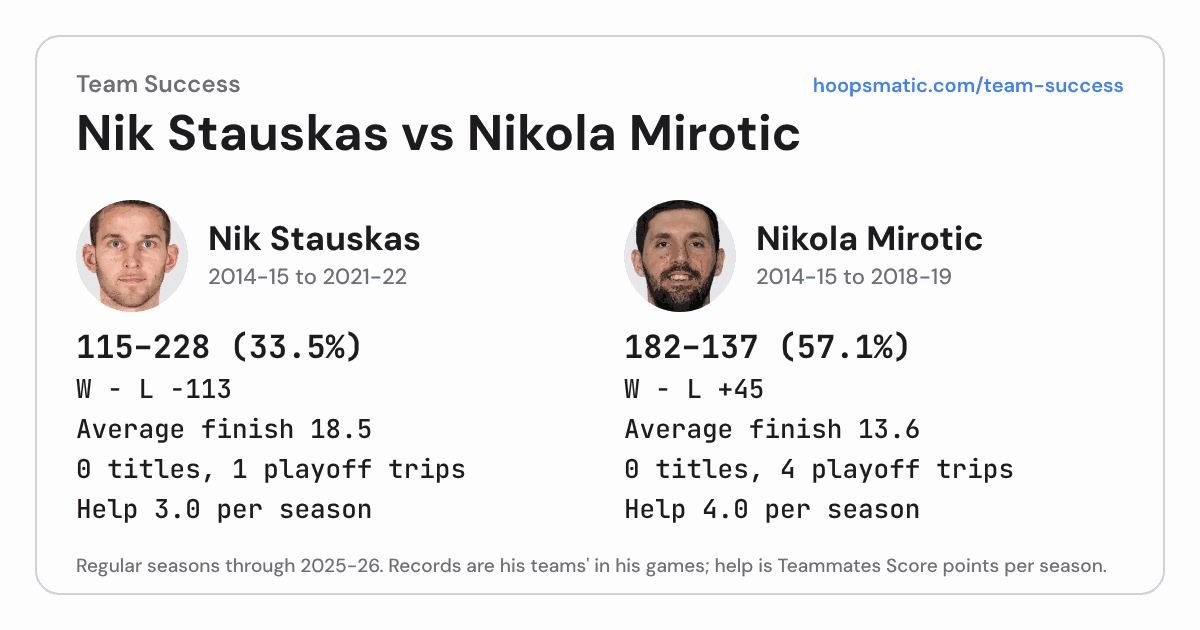 Team Success
hoopsmatic.com/team-success
Nik Stauskas vs Nikola Mirotic
Nik Stauskas
2014-15 to 2021-22
115-228 (33.5%)
W - L -113
Average finish 18.5
0 titles, 1 playoff trips
Help 3.0 per season
Nikola Mirotic
2014-15 to 2018-19
182-137 (57.1%)
W - L +45
Average finish 13.6
0 titles, 4 playoff trips
Help 4.0 per season
Regular seasons through 2025-26. Records are his teams' in his games; help is Teammates Score points per season.